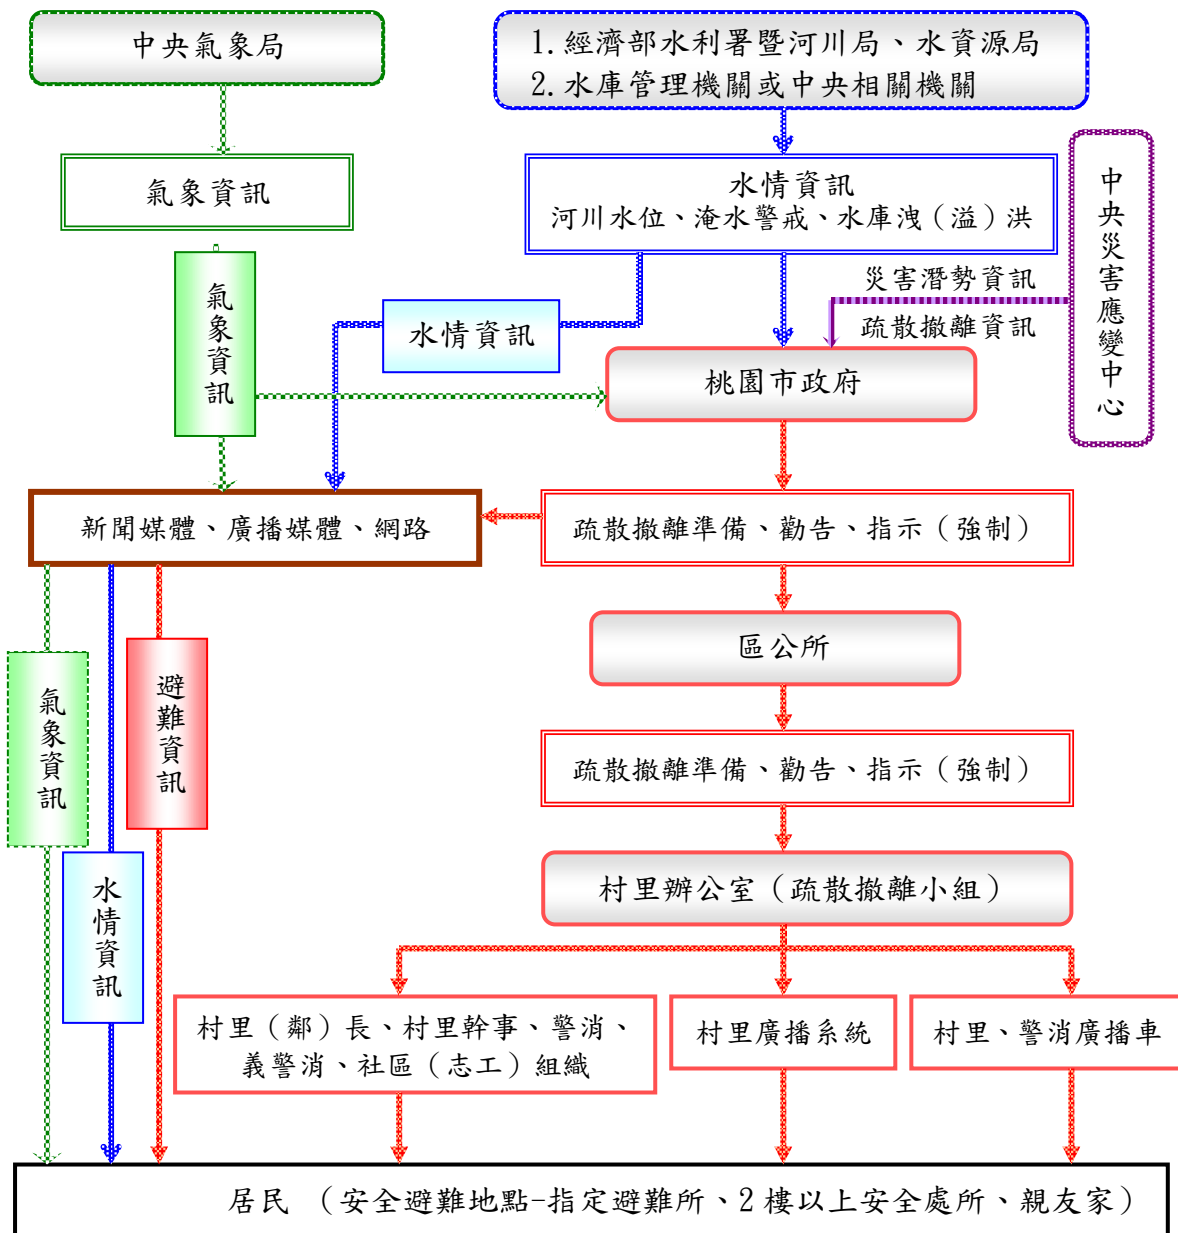 中央氣象局
1.經濟部水利署暨河川局、水資源局
2.水庫管理機關或中央相關機關
氣象資訊
水情資訊
河川水位、淹水警戒、水庫洩（溢）洪
中央災害應變中心
氣象資訊
水情資訊
災害潛勢資訊
疏散撤離資訊
桃園市政府
新聞媒體、廣播媒體、網路
疏散撤離準備、勸告、指示（強制）
區公所
氣象資訊
避難資訊
疏散撤離準備、勸告、指示（強制）
水情資訊
村里辦公室（疏散撤離小組）
村里（鄰）長、村里幹事、警消、
義警消、社區（志工）組織
村里廣播系統
村里、警消廣播車
居民 （安全避難地點-指定避難所、2樓以上安全處所、親友家）